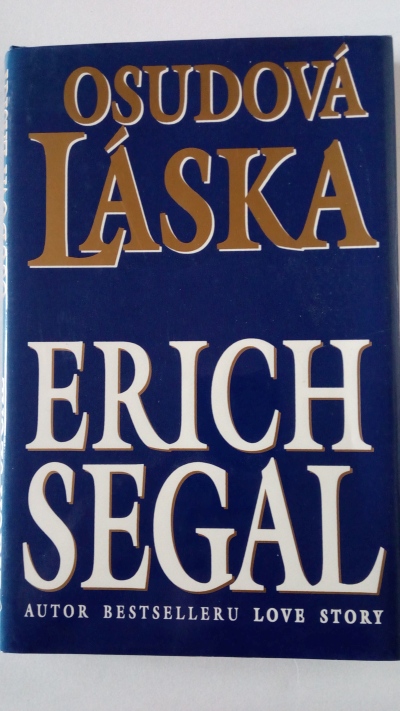 OSUDOVÁ
LÁSKA
ERICH
SEGAL
AUTOR BESTSELLERU LOVE STORY